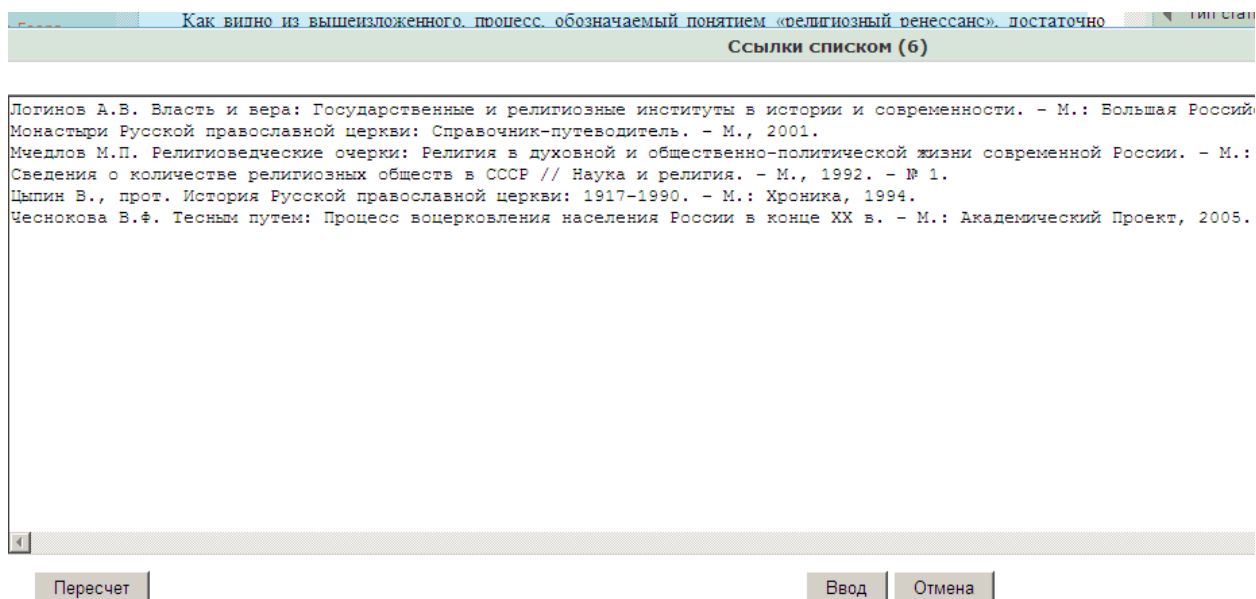 Как видно из вышеизложенного, процесс, обозначаемый понятием «религиозный ренессанс», достаточно
Ссылки списком (6)
Логинов А.В. Власть и вера: Государственные и религиозные институты в истории и современности. – М.: Большая Российс
Монастыри Русской православной церкви: Справочник-путеводитель. – М., 2001.
Мчедлов М.П. Религиоведческие очерки: Религия в духовной и общественно-политической жизни современной России. – М.:
Сведения о количестве религиозных обществ в СССР // Наука и религия. – М., 1992. – № 1.
Цыпин В., прот. История Русской православной церкви: 1917-1990. – М.: Хроника, 1994.
Чеснокова В.Ф. Тесным путем: Процесс воцерковления населения России в конце XX в. – М.: Академический Проект, 2005.
Пересчет Ввод Отмена